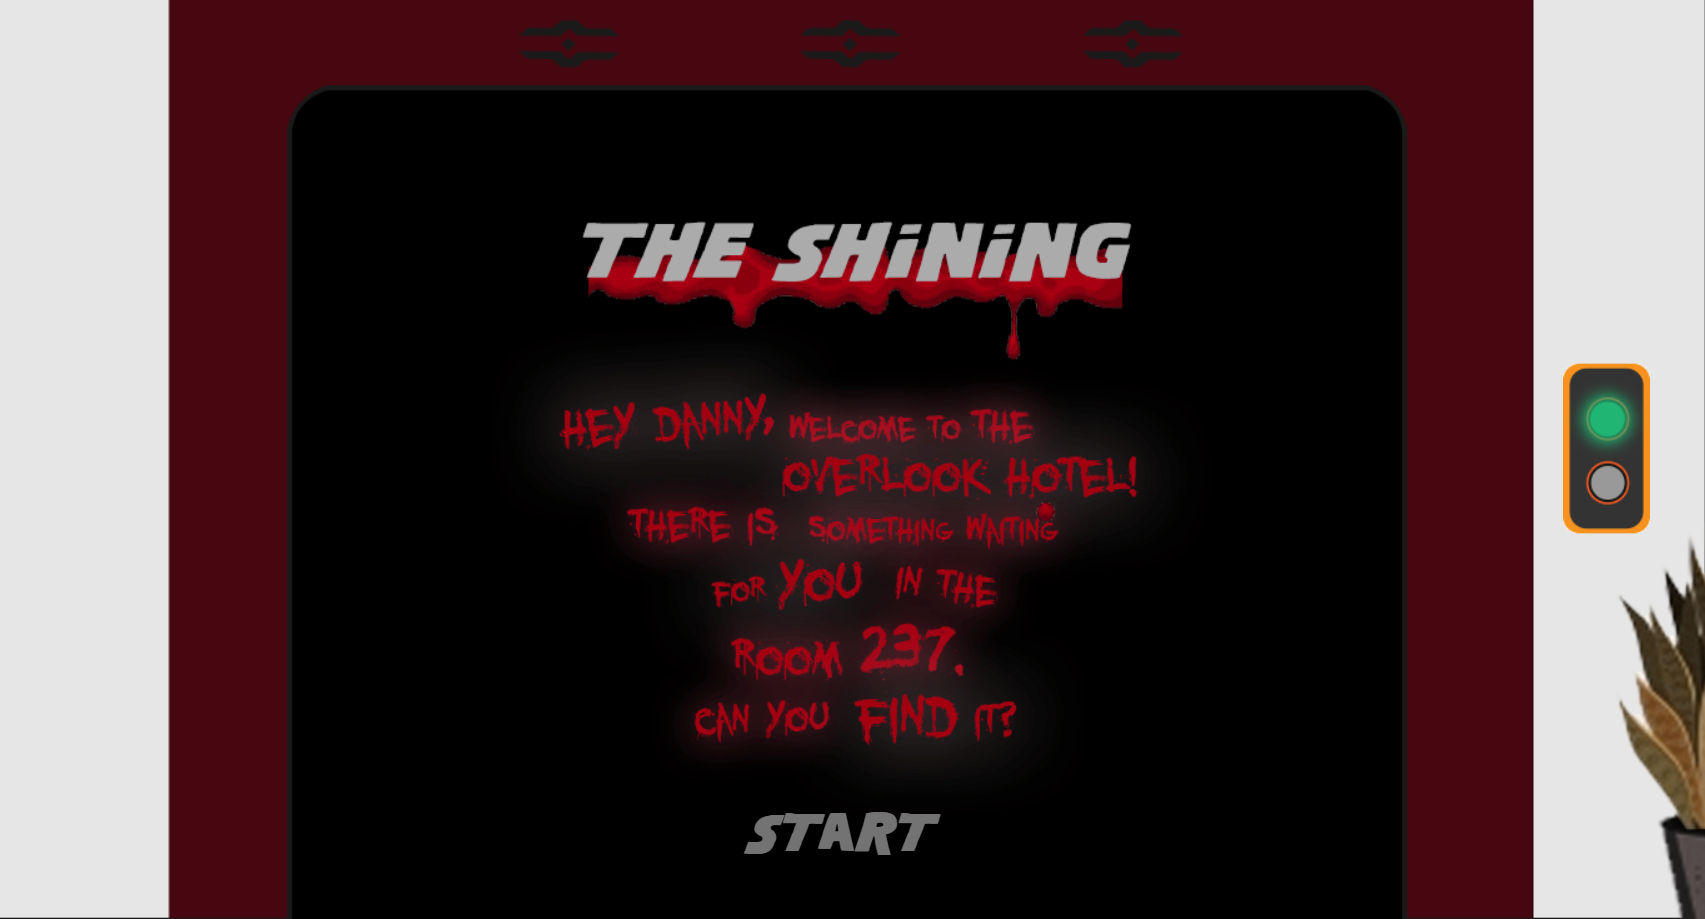 THE SHiNiNG
HEY DANNY, WELCOME TO THE
OVERLOOK HOTEL!
THERE IS SOMETHING WAITING
FOR YOU IN THE
ROOM 237.
CAN YOU FIND IT?
START